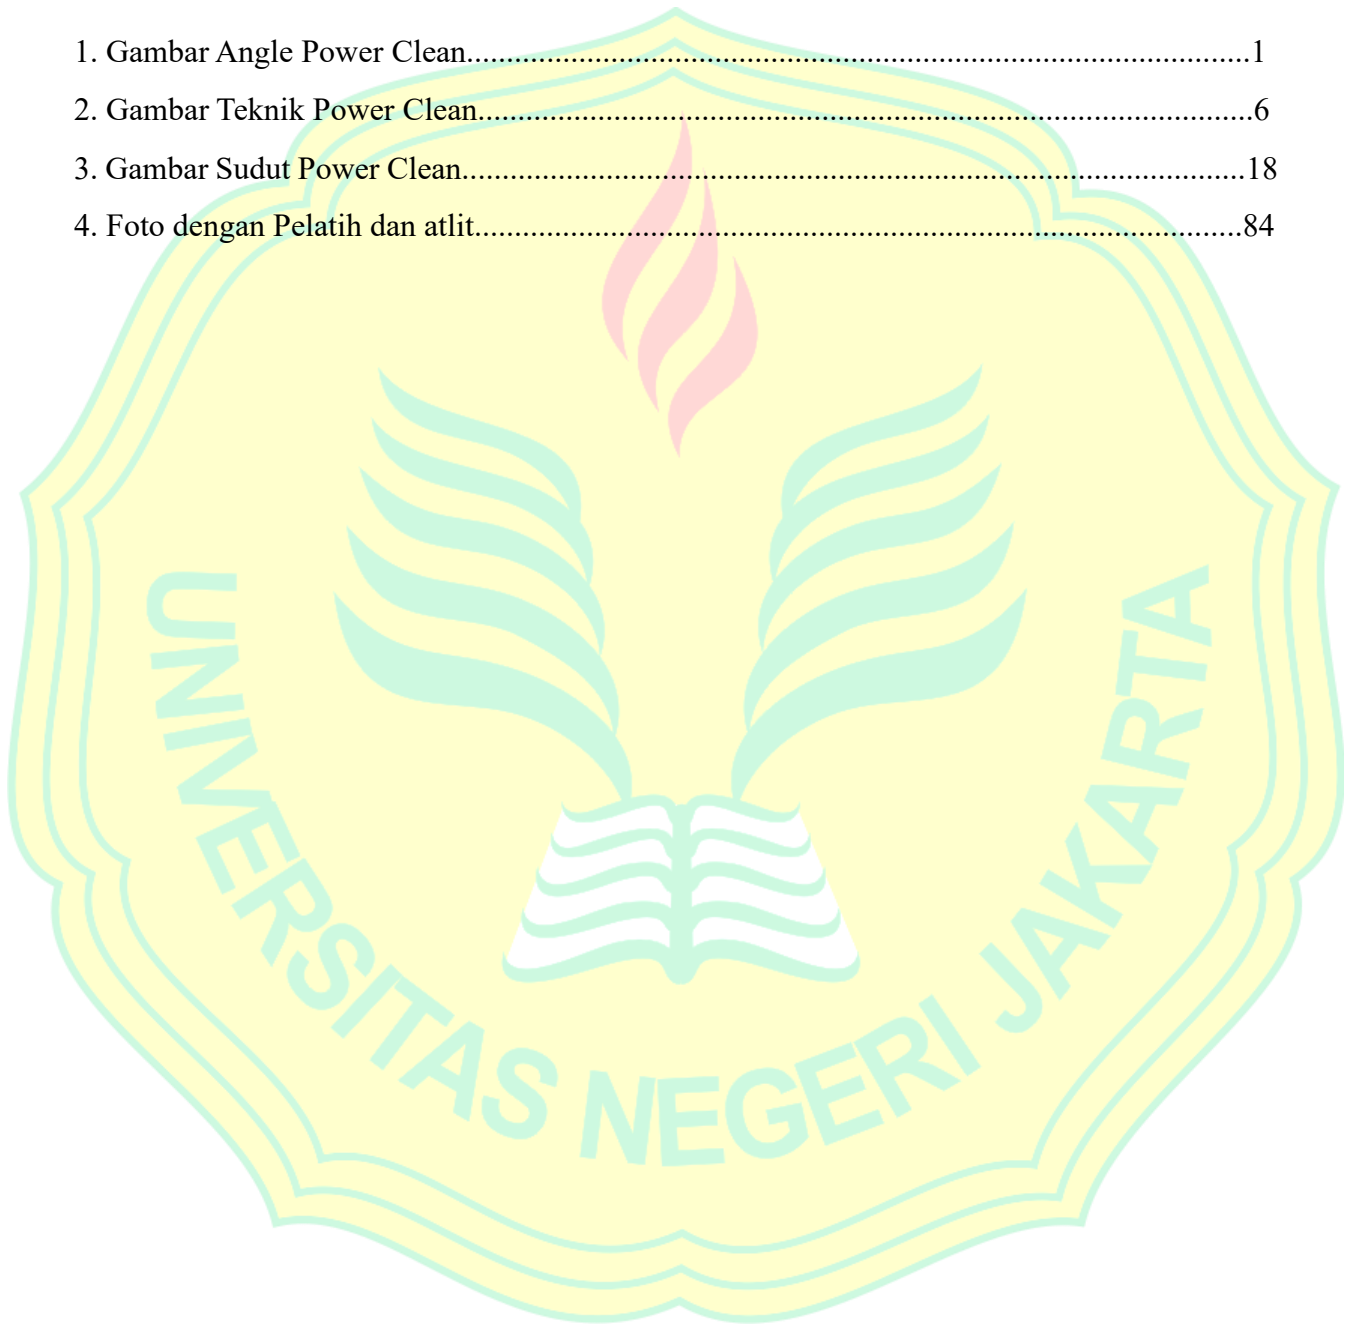 1. Gambar Angle Power Clean.................................................................................................1
2. Gambar Teknik Power Clean................................................................................................6
3. Gambar Sudut Power Clean.................................................................................................18
4. Foto dengan Pelatih dan atlit...............................................................................................84
UNIVERSITAS NEGERI JAKARTA